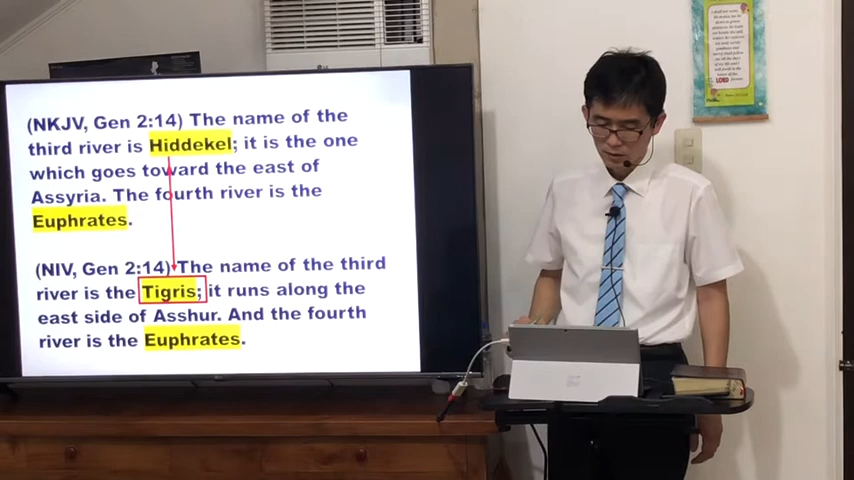 (NKJV, Gen 2:14) The name of the
third river is Hiddekel; it is the one
which goes toward the east of
Assyria. The fourth river is the
Euphrates.
(NIV, Gen 2:14) The name of the third
river is the Tigris; it runs along the
east side of Asshur. And the fourth
river is the Euphrates.
LG
LORD